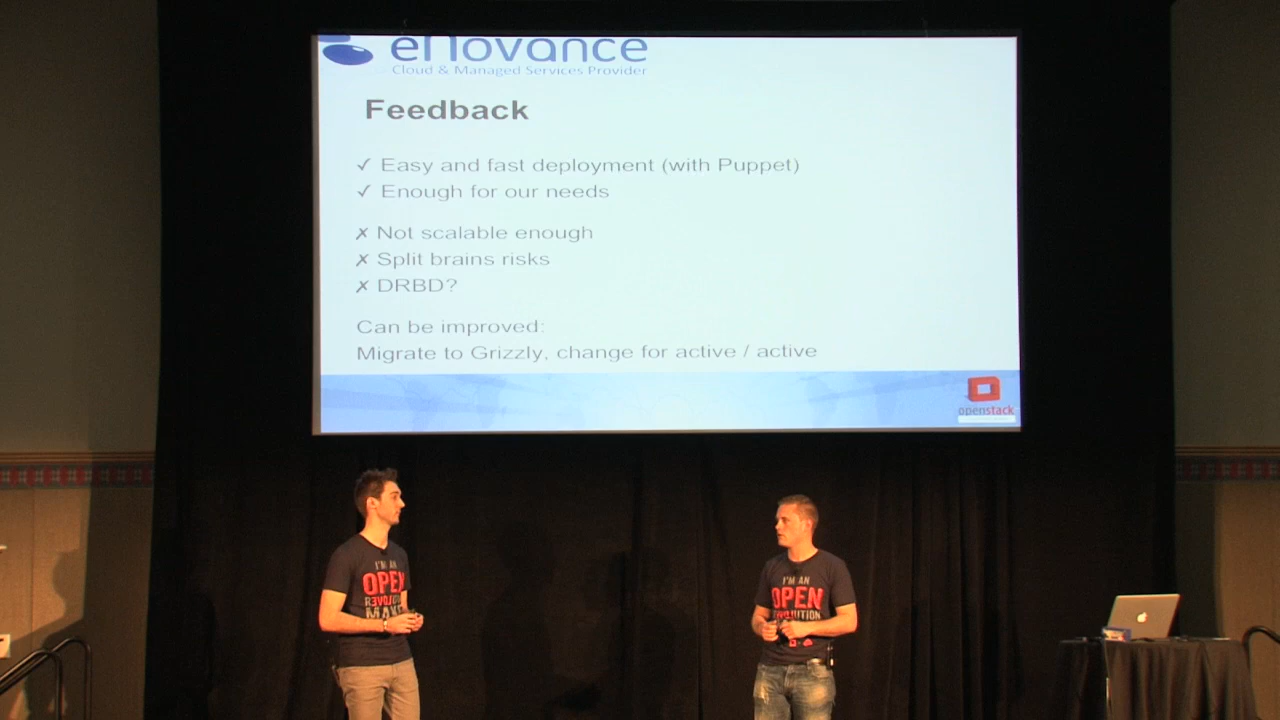 eNovance
Cloud & Managed Services Provider
Feedback
✓ Easy and fast deployment (with Puppet)
✓ Enough for our needs
✗ Not scalable enough
✗ Split brains risks
✗ DRBD?
Can be improved:
Migrate to Grizzly, change for active / active
openstack
I'M AN
OPEN
I'M AN
OPEN